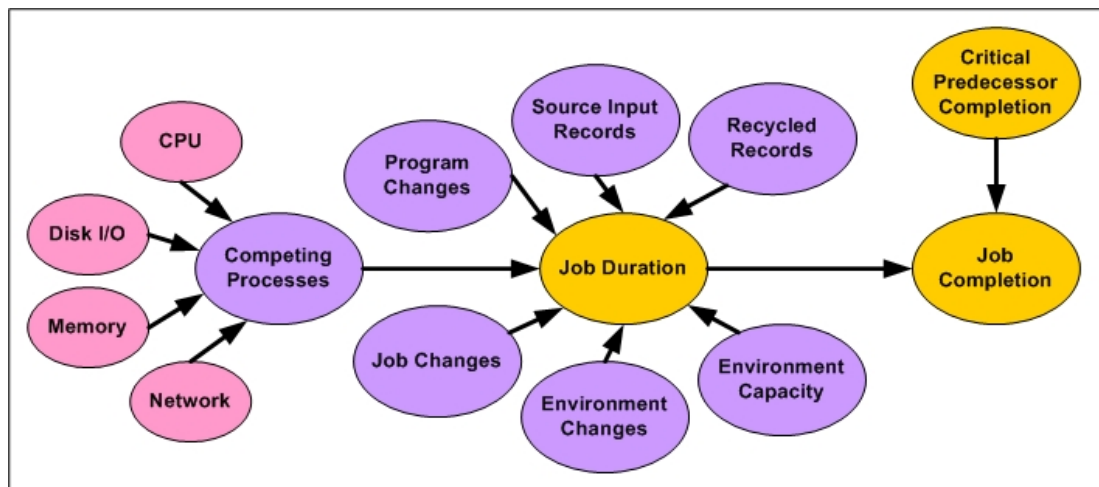 Critical
Predecessor
Completion
Source Input
Records
Recycled
Records
CPU
Program
Changes
Disk I/O
Competing
Processes
Job Duration
Job
Completion
Memory
Job Changes
Environment
Capacity
Network
Environment
Changes